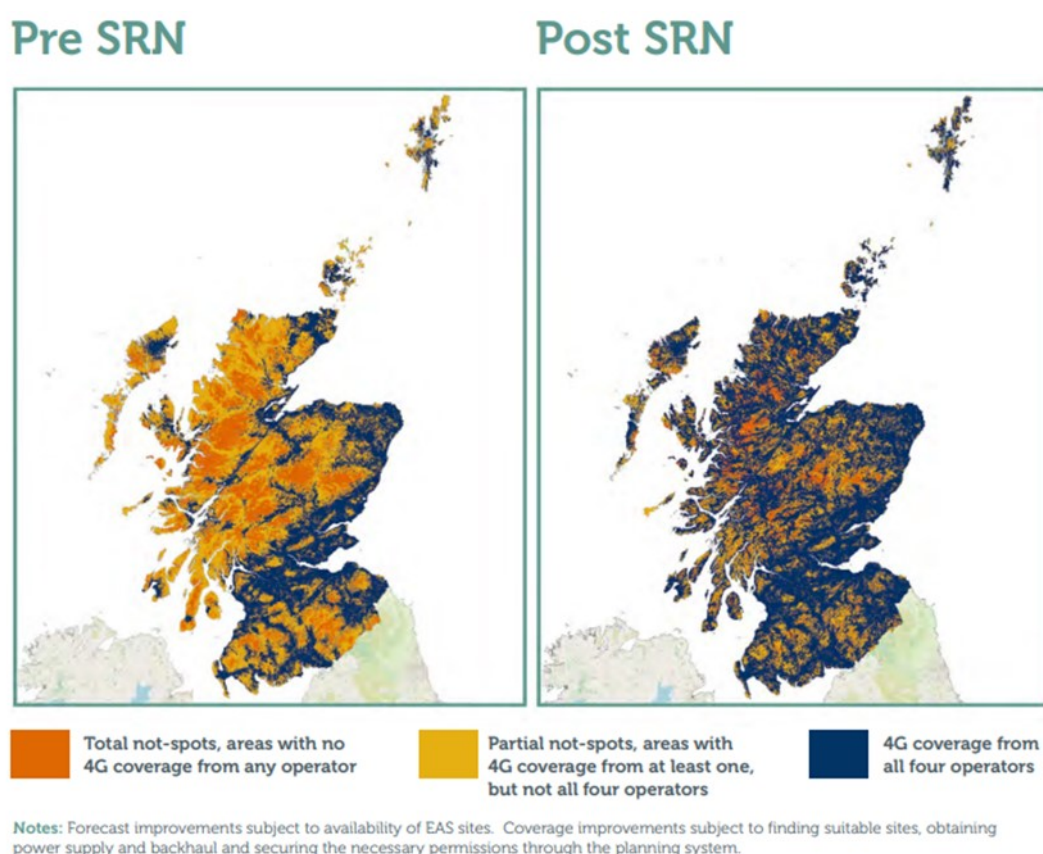 Pre SRN
Post SRN
Total not-spots, areas with no
4G coverage from any operator
Partial not-spots, areas with
4G coverage from at least one,
but not all four operators
4G coverage from
all four operators
Notes: Forecast improvements subject to availability of EAS sites. Coverage improvements subject to finding suitable sites, obtaining
power supply and backhaul and securing the necessary permissions through the planning system.